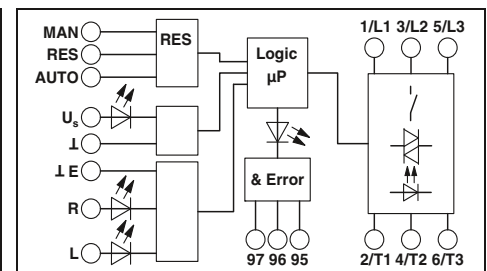 MAN
RES
AUTO
RES
Logic
µP
1/L1 3/L2 5/L3
Us
⊥
⊥ E
R
L
& Error
97 96 95
2/T1 4/T2 6/T3